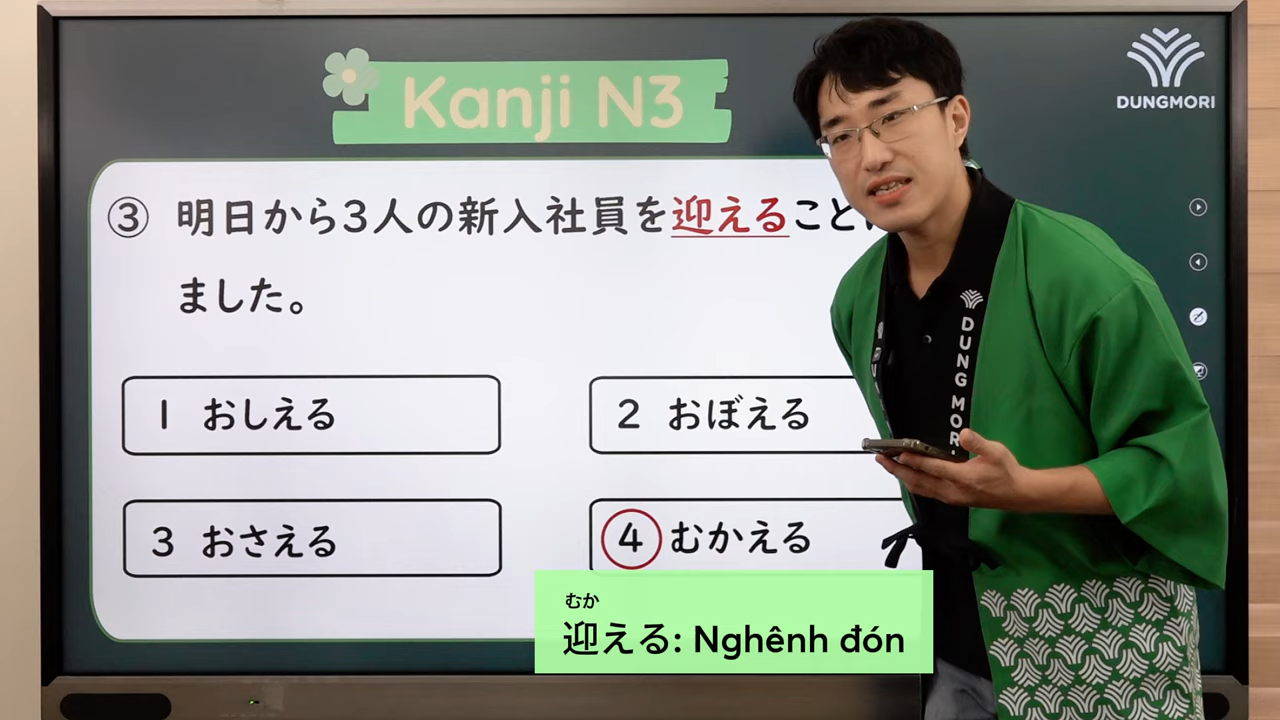 Kanji N3
DUNGMORI
③ 明日から3人の新入社員を迎えること
ました。
1 おしえる
2 おぼえる
3 おさえる
4 むかえる
DUNGMORI
むか
迎える: Nghênh đón